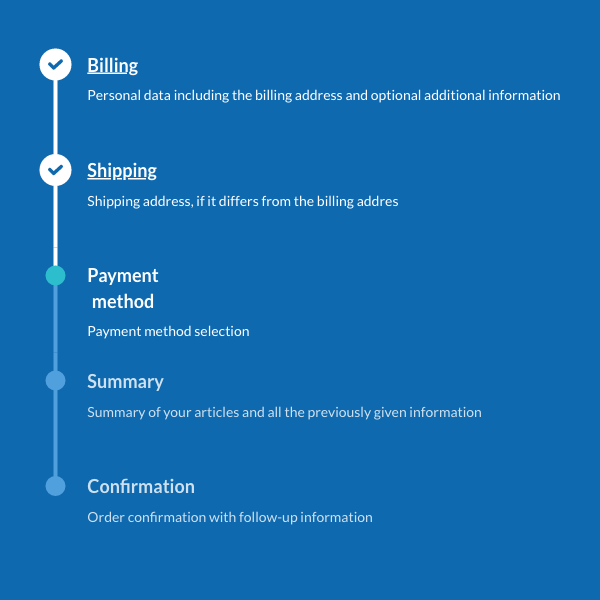 Billing
Personal data including the billing address and optional additional information
Shipping
Shipping address, if it differs from the billing addres
Payment
method
Payment method selection
Summary
Summary of your articles and all the previously given information
Confirmation
Order confirmation with follow-up information